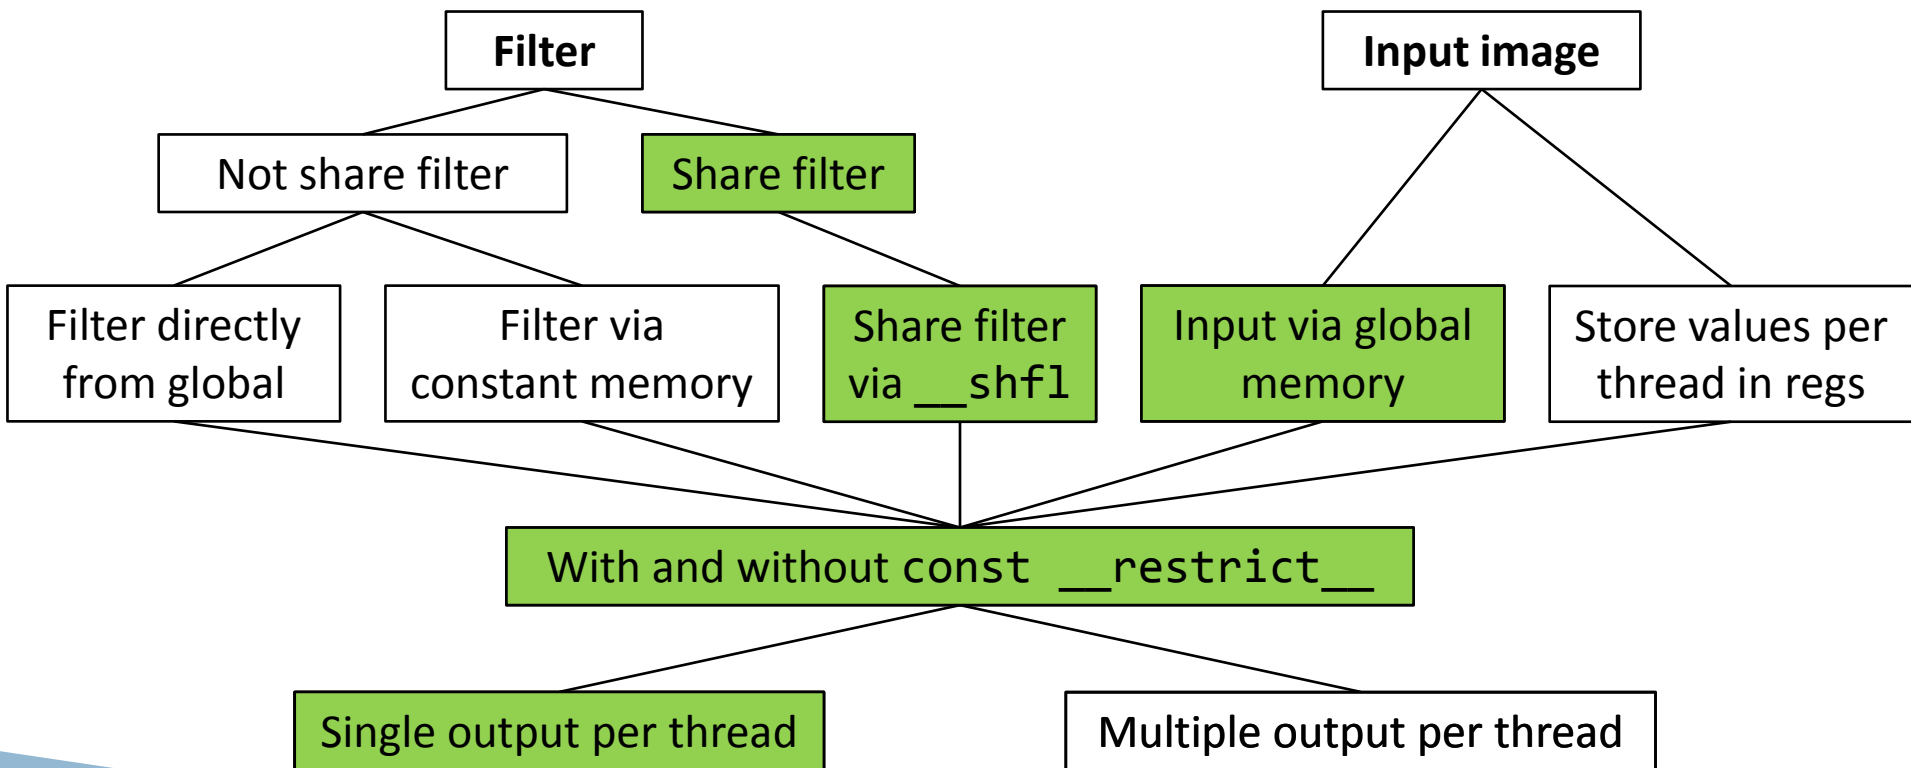 Filter
Input image
Not share filter
Share filter
Filter directly
from global
Filter via
constant memory
Share filter
via __shfl
Input via global
memory
Store values per
thread in regs
With and without const __restrict__
Single output per thread
Multiple output per thread